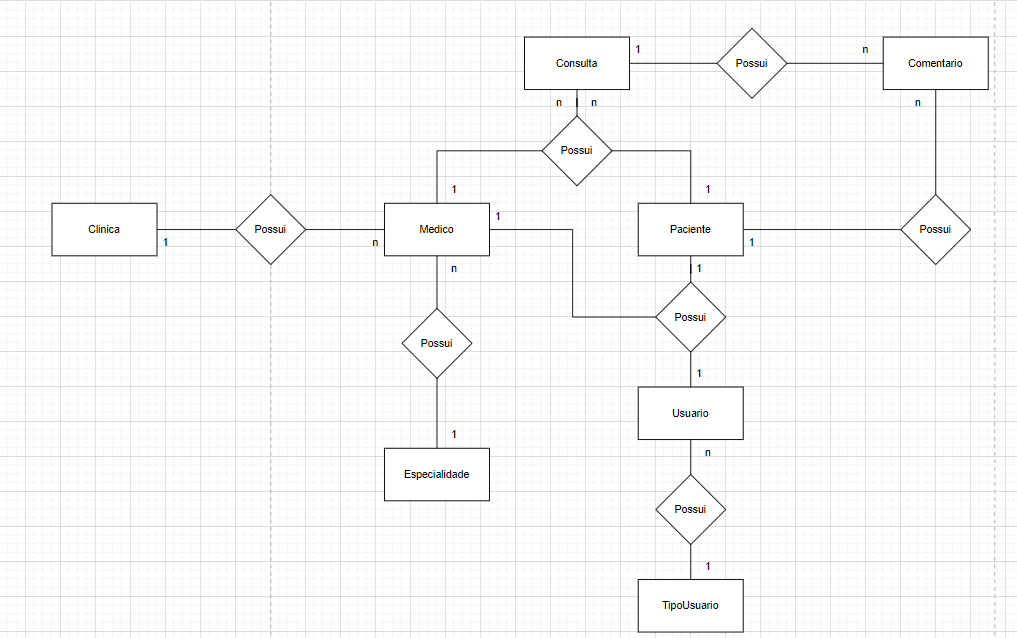 Consulta
1
Possui
n
Comentario
n
n
n
Possui
1
1
Clinica
1
Possui
n
Medico
1
Paciente
1
Possui
n
1
Possui
Possui
1
1
Usuario
Especialidade
n
Possui
1
TipoUsuario